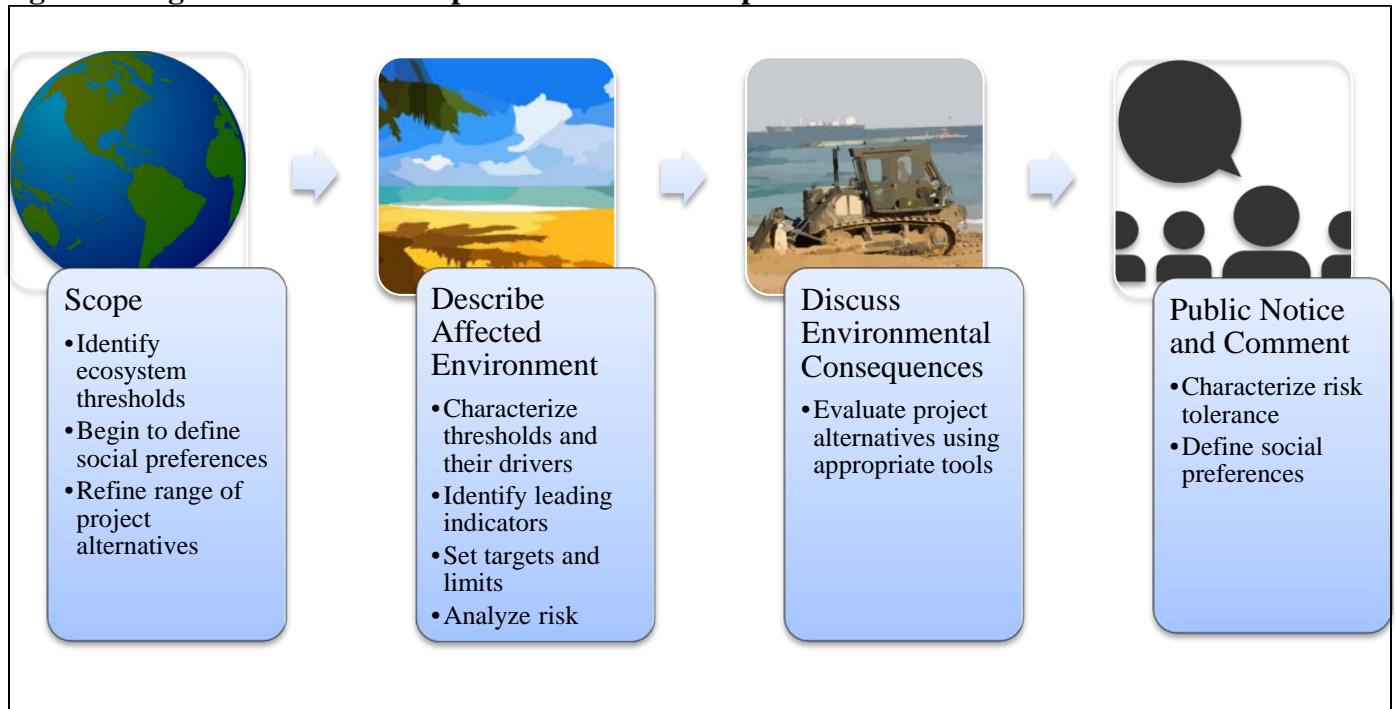 Scope
•Identify
ecosystem
thresholds
•Begin to define
social preferences
•Refine range of
project
alternatives
Describe
Affected
Environment
•Characterize
thresholds and
their drivers
•Identify leading
indicators
•Set targets and
limits
•Analyze risk
Discuss
Environmental
Consequences
•Evaluate project
alternatives using
appropriate tools
Public Notice
and Comment
•Characterize risk
tolerance
•Define social
preferences